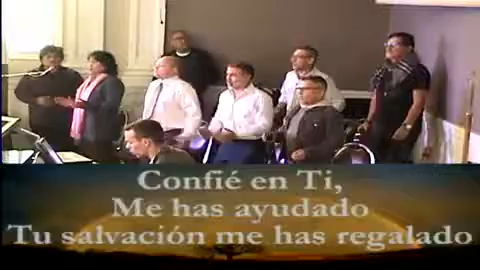 Confié en Ti,
Me has ayudado
Tu salvación me has regalado